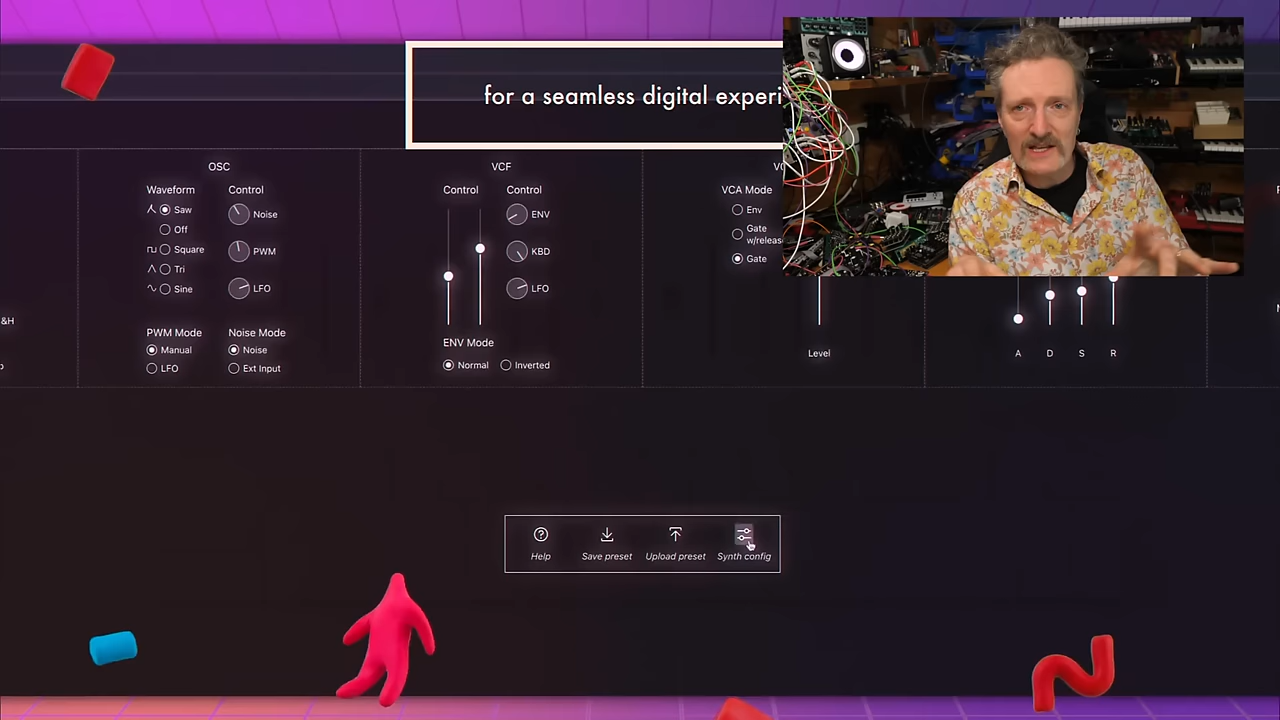 for a seamless digital experi
OSC
Waveform
Control
Saw
Noise
Off
Square
PWM
Tri
Sine
LFO
PWM Mode
Noise Mode
Manual
Noise
LFO
Ext Input
&H
VCF
Control
Control
ENV
KBD
LFO
ENV Mode
Normal
Inverted
VCA Mode
Env
Gate
w/releas
Gate
Level
A
D
S
R
Help
Save preset
Upload preset
Synth config